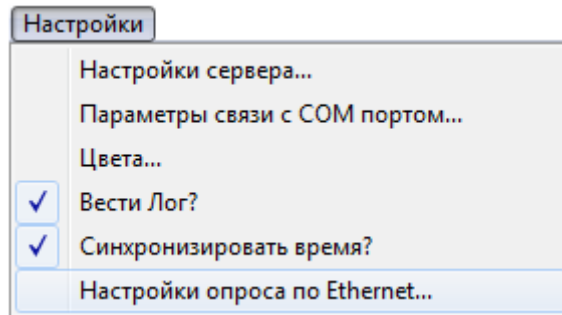 Настройки
Настройки сервера...
Параметры связи с COM портом...
Цвета...
Вести Лог?
Синхронизировать время?
Настройки опроса по Ethernet...